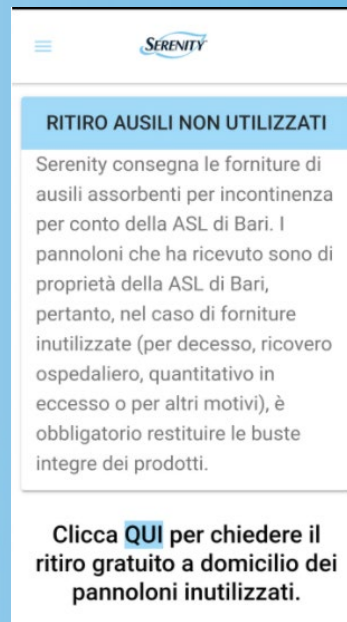 SERENITY
RITIRO AUSILI NON UTILIZZATI
Serenity consegna le forniture di
ausili assorbenti per incontinenza
per conto della ASL di Bari. I
pannoloni che ha ricevuto sono di
proprietà della ASL di Bari,
pertanto, nel caso di forniture
inutilizzate (per decesso, ricovero
ospedaliero, quantitativo in
eccesso o per altri motivi), è
obbligatorio restituire le buste
integre dei prodotti.
Clicca QUI per chiedere il
ritiro gratuito a domicilio dei
pannoloni inutilizzati.